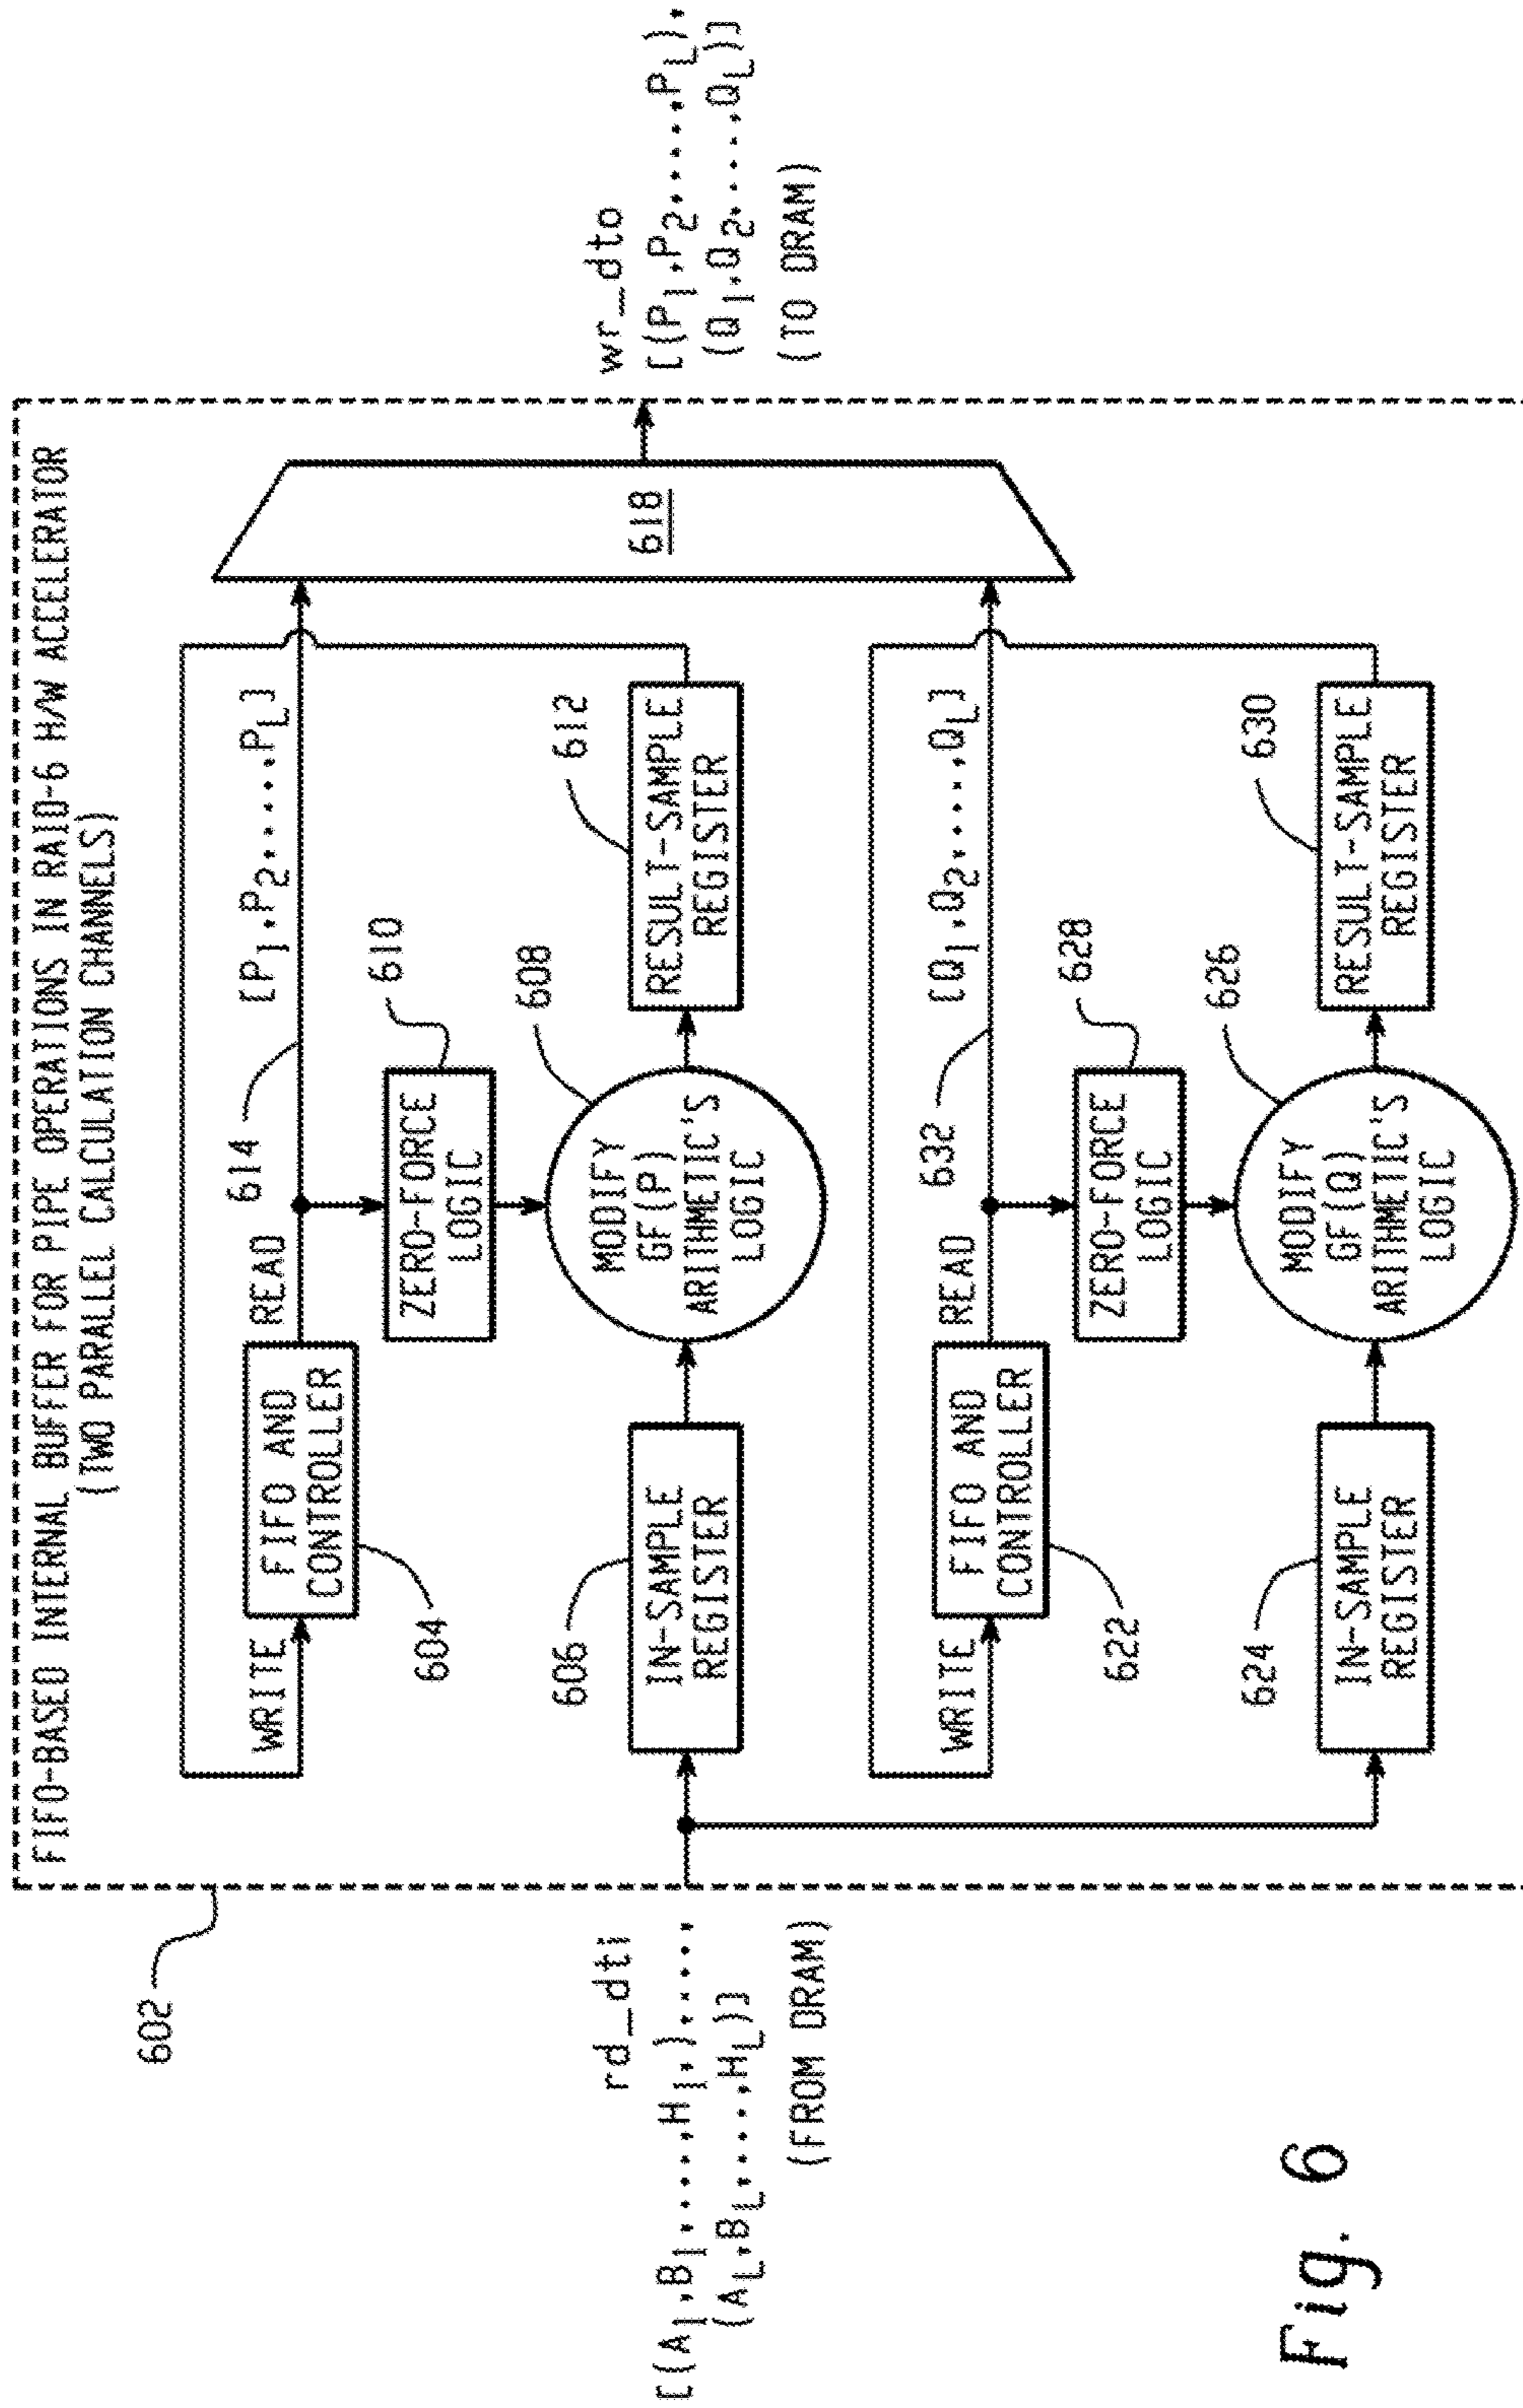 FIFO-BASED INTERNAL BUFFER FOR PIPE OPERATIONS IN RAID-6 H/W ACCELERATOR
(TWO PARALLEL CALCULATION CHANNELS)
602
WRITE
FIFO AND
CONTROLLER
604
READ
614
[P1,P2,....,PL]
ZERO-FORCE
LOGIC
610
rd_dti
[(A1,B1,....,H1,),....,
(AL,BL,....,HL)]
(FROM DRAM)
606
IN-SAMPLE
REGISTER
MODIFY
GF(P)
ARITHMETIC'S
LOGIC
608
612
RESULT-SAMPLE
REGISTER
618
wr_dto
[(P1,P2,....,PL),
(Q1,Q2,....,QL)]
(TO DRAM)
WRITE
FIFO AND
CONTROLLER
622
READ
632
[Q1,Q2,....,QL]
ZERO-FORCE
LOGIC
628
624
IN-SAMPLE
REGISTER
MODIFY
GF(Q)
ARITHMETIC'S
LOGIC
626
630
RESULT-SAMPLE
REGISTER
Fig. 6